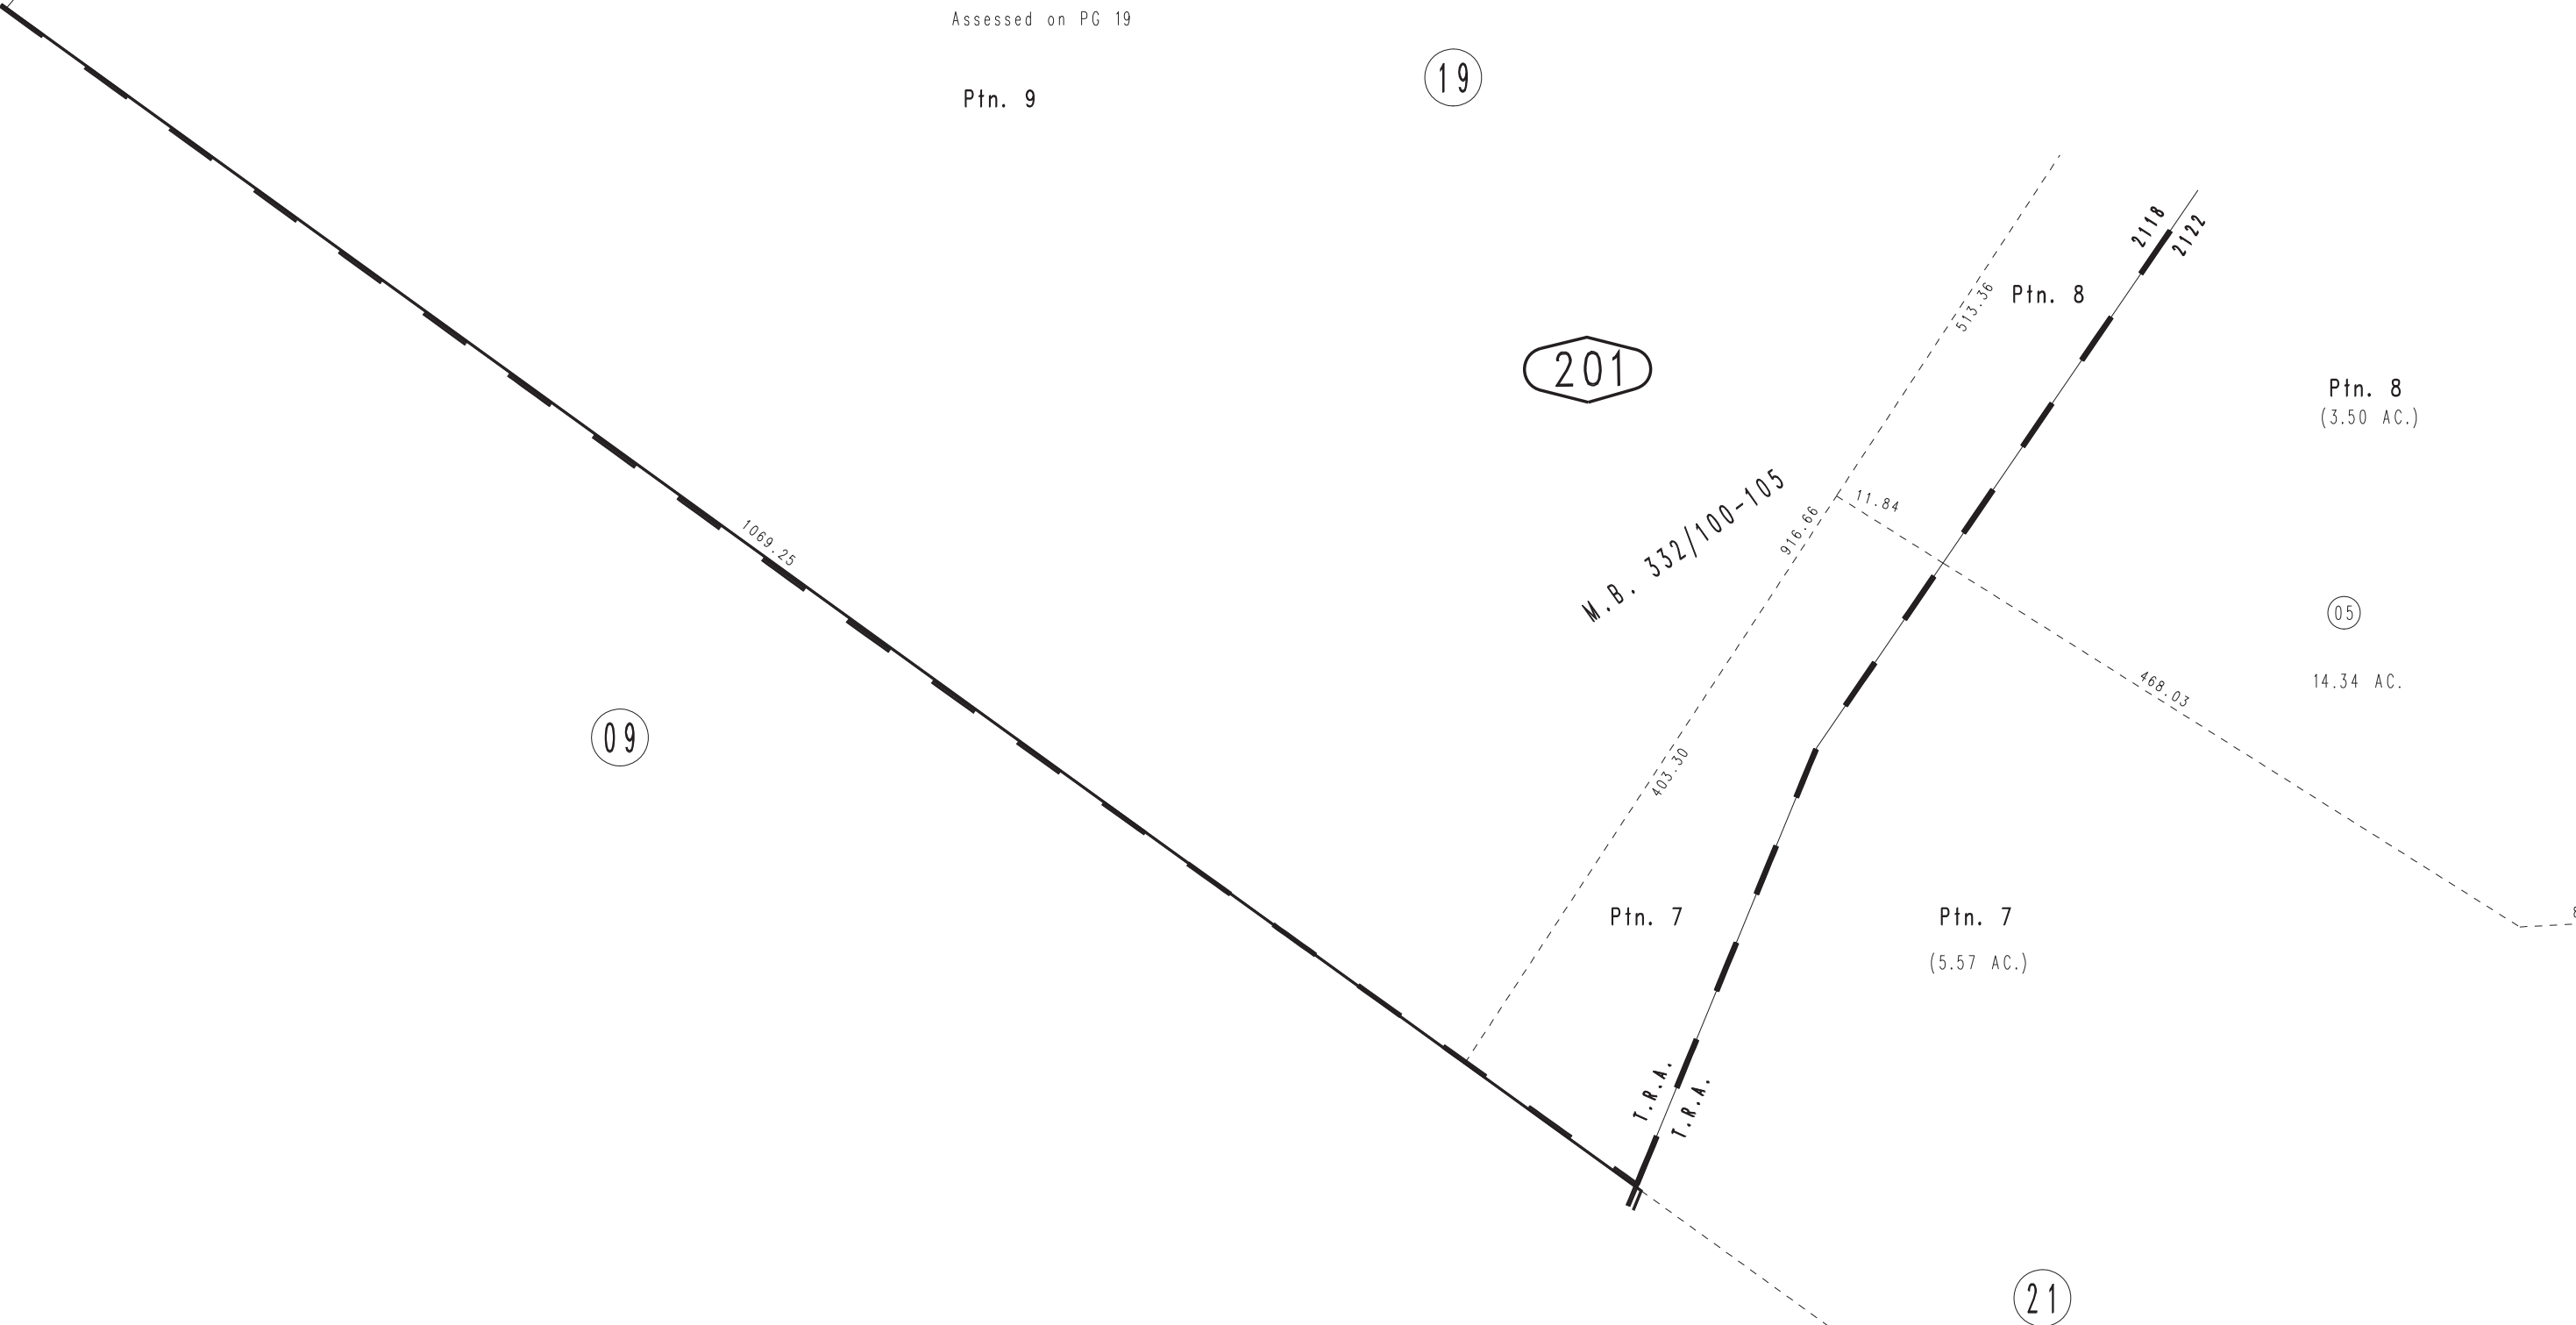 Assessed on PG 19
19
Ptn. 9
2118
2122
513.36
Ptn. 8
201
Ptn. 8
(3.50 AC.)
M.B. 332/100-105
916.66
11.84
1069.25
05
14.34 AC.
468.03
09
403.30
Ptn. 7
Ptn. 7
(5.57 AC.)
T.R.A.
T.R.A.
21